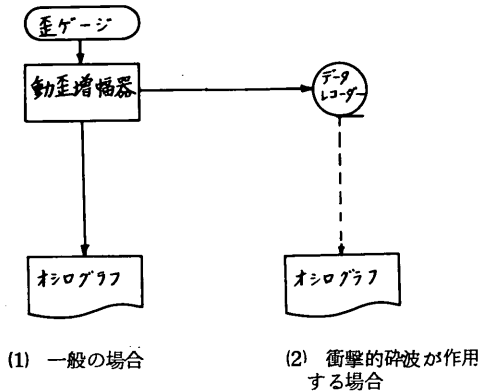 歪ゲージ
動歪増幅器
データ
レコーダー
オシログラフ
オシログラフ
(1) 一般の場合
(2) 衝撃的砕波が作用
する場合